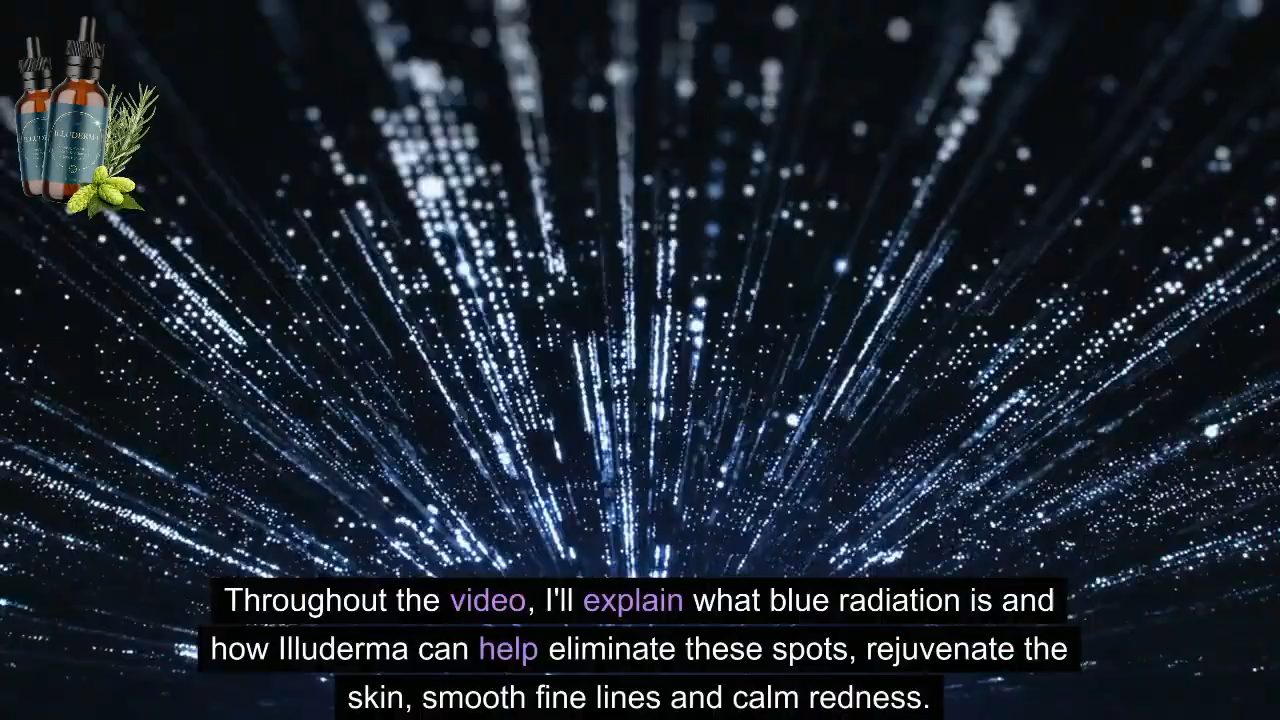 ILLUDERMA
Throughout the video, I'll explain what blue radiation is and
how Illuderma can help eliminate these spots, rejuvenate the
skin, smooth fine lines and calm redness.